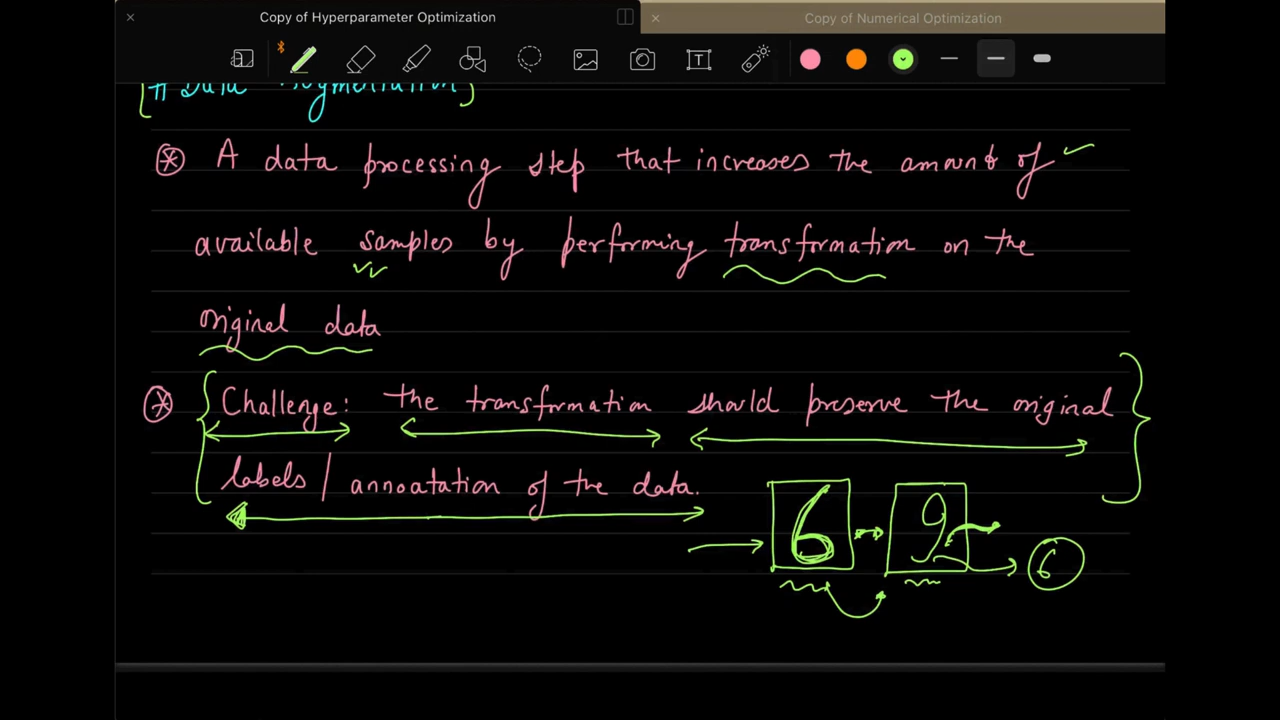 Copy of Hyperparameter Optimization
Copy of Numerical Optimization
T
# Data
A data processing step that increases the amount of
available samples by performing transformation on the
original data
Challenge: the transformation should preserve the original
labels / annoatation of the data.
6 9
6